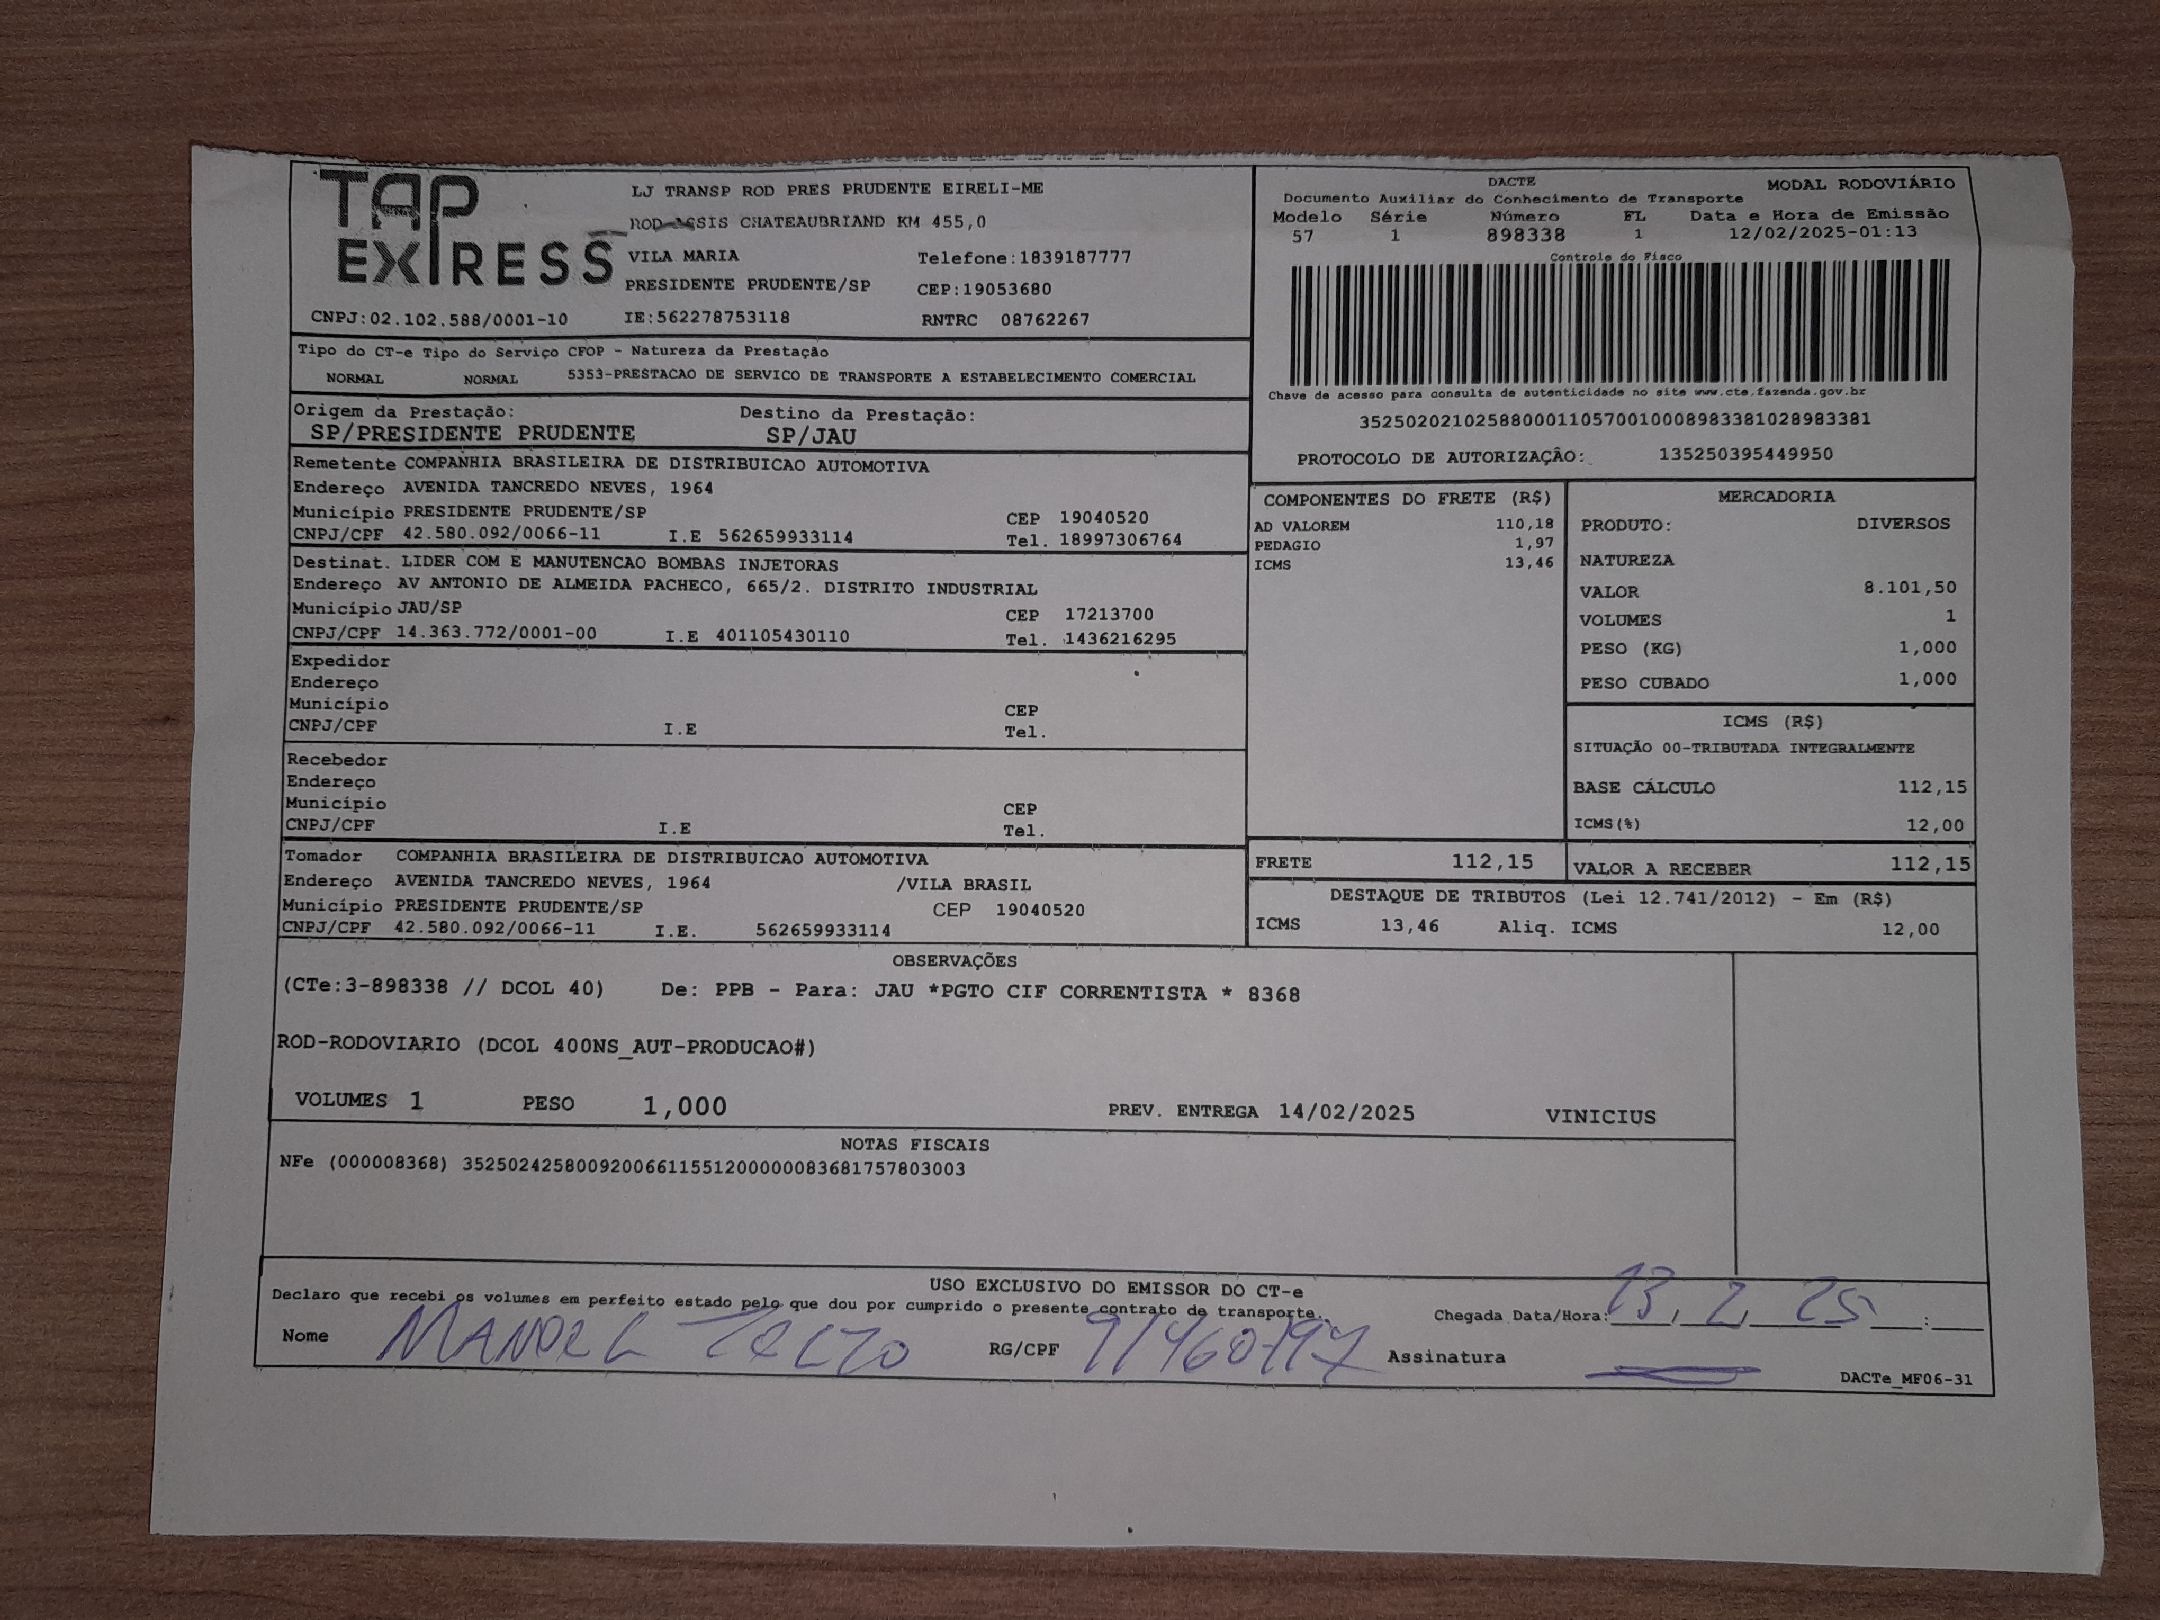 TAP EXPRESS
LJ TRANSP ROD PRES PRUDENTE EIRELI-ME
ROD ASSIS CHATEAUBRIAND KM 455,0
VILA MARIA Telefone:1839187777
PRESIDENTE PRUDENTE/SP CEP:19053680
CNPJ:02.102.588/0001-10 IE:562278753118 RNTRC 08762267
DACTE MODAL RODOVIÁRIO
Documento Auxiliar do Conhecimento de Transporte
Modelo Série Número FL Data e Hora de Emissão
57 1 898338 1 12/02/2025-01:13
Controle do Fisco
Chave de acesso para consulta de autenticidade no site www.cte.fazenda.gov.br
35250202102588000110570010008983381028983381
PROTOCOLO DE AUTORIZAÇÃO: 135250395449950
Tipo do CT-e Tipo do Serviço CFOP - Natureza da Prestação
NORMAL NORMAL 5353-PRESTACAO DE SERVICO DE TRANSPORTE A ESTABELECIMENTO COMERCIAL
Origem da Prestação: Destino da Prestação:
SP/PRESIDENTE PRUDENTE SP/JAU
Remetente COMPANHIA BRASILEIRA DE DISTRIBUICAO AUTOMOTIVA
Endereço AVENIDA TANCREDO NEVES, 1964
Município PRESIDENTE PRUDENTE/SP CEP 19040520
CNPJ/CPF 42.580.092/0066-11 I.E 562659933114 Tel. 18997306764
Destinat. LIDER COM E MANUTENCAO BOMBAS INJETORAS
Endereço AV ANTONIO DE ALMEIDA PACHECO, 665/2. DISTRITO INDUSTRIAL
Município JAU/SP CEP 17213700
CNPJ/CPF 14.363.772/0001-00 I.E 401105430110 Tel. 1436216295
Expedidor
Endereço
Município CEP
CNPJ/CPF I.E Tel.
Recebedor
Endereço
Município CEP
CNPJ/CPF I.E Tel.
Tomador COMPANHIA BRASILEIRA DE DISTRIBUICAO AUTOMOTIVA
Endereço AVENIDA TANCREDO NEVES, 1964 /VILA BRASIL
Município PRESIDENTE PRUDENTE/SP CEP 19040520
CNPJ/CPF 42.580.092/0066-11 I.E. 562659933114
COMPONENTES DO FRETE (R$)
AD VALOREM 110,18
PEDAGIO 1,97
ICMS 13,46
MERCADORIA
PRODUTO: DIVERSOS
NATUREZA
VALOR 8.101,50
VOLUMES 1
PESO (KG) 1,000
PESO CUBADO 1,000
ICMS (R$)
SITUAÇÃO 00-TRIBUTADA INTEGRALMENTE
BASE CÁLCULO 112,15
ICMS(%) 12,00
FRETE 112,15 VALOR A RECEBER 112,15
DESTAQUE DE TRIBUTOS (Lei 12.741/2012) - Em (R$)
ICMS 13,46 Aliq. ICMS 12,00
OBSERVAÇÕES
(CTe:3-898338 // DCOL 40) De: PPB - Para: JAU *PGTO CIF CORRENTISTA * 8368
ROD-RODOVIARIO (DCOL 400NS_AUT-PRODUCAO#)
VOLUMES 1 PESO 1,000 PREV. ENTREGA 14/02/2025 VINICIUS
NOTAS FISCAIS
NFe (000008368) 35250242580092006611551200000083681757803003
USO EXCLUSIVO DO EMISSOR DO CT-e
Declaro que recebi os volumes em perfeito estado pelo que dou por cumprido o presente contrato de transporte. Chegada Data/Hora: 13. 2. 25 :
Nome MANOEL RG/CPF Assinatura
DACTe_MF06-31